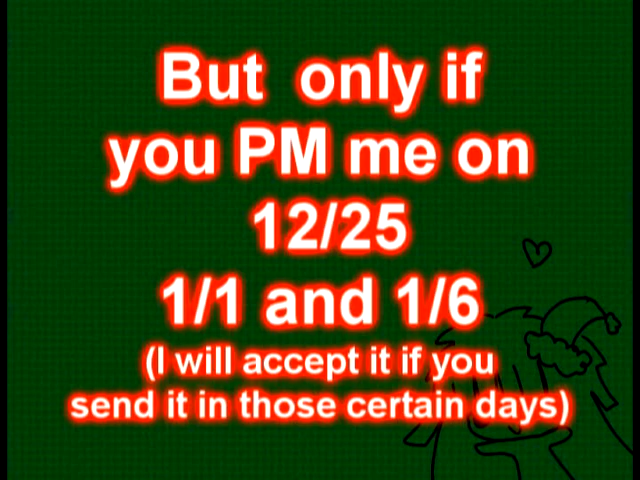 But only if
you PM me on
12/25
1/1 and 1/6
(I will accept it if you
send it in those certain days)